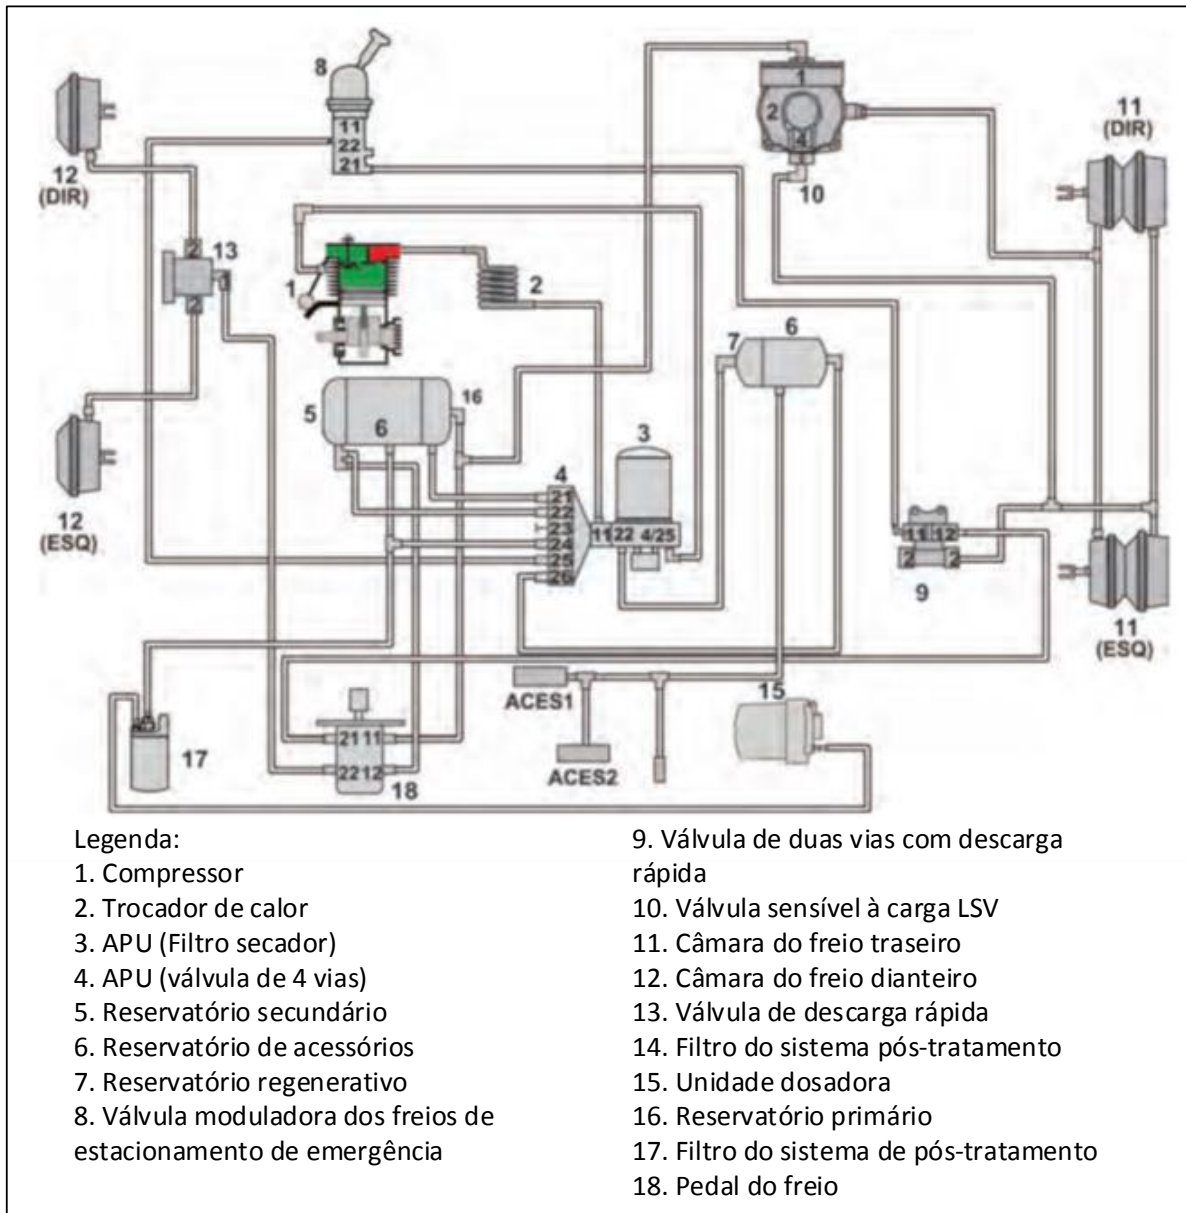 8
11
22
21
12
(DIR)
2
13
2
12
(ESQ)
1
2
1
2
4
10
11
(DIR)
5
6
16
7
6
3
4
21
22
23
24
25
26
11 22 4/25
11 12
2 2
9
11
(ESQ)
ACES1
ACES2
15
17
21 11
22 12
18
Legenda:
1. Compressor
2. Trocador de calor
3. APU (Filtro secador)
4. APU (válvula de 4 vias)
5. Reservatório secundário
6. Reservatório de acessórios
7. Reservatório regenerativo
8. Válvula moduladora dos freios de
estacionamento de emergência
9. Válvula de duas vias com descarga
rápida
10. Válvula sensível à carga LSV
11. Câmara do freio traseiro
12. Câmara do freio dianteiro
13. Válvula de descarga rápida
14. Filtro do sistema pós-tratamento
15. Unidade dosadora
16. Reservatório primário
17. Filtro do sistema de pós-tratamento
18. Pedal do freio